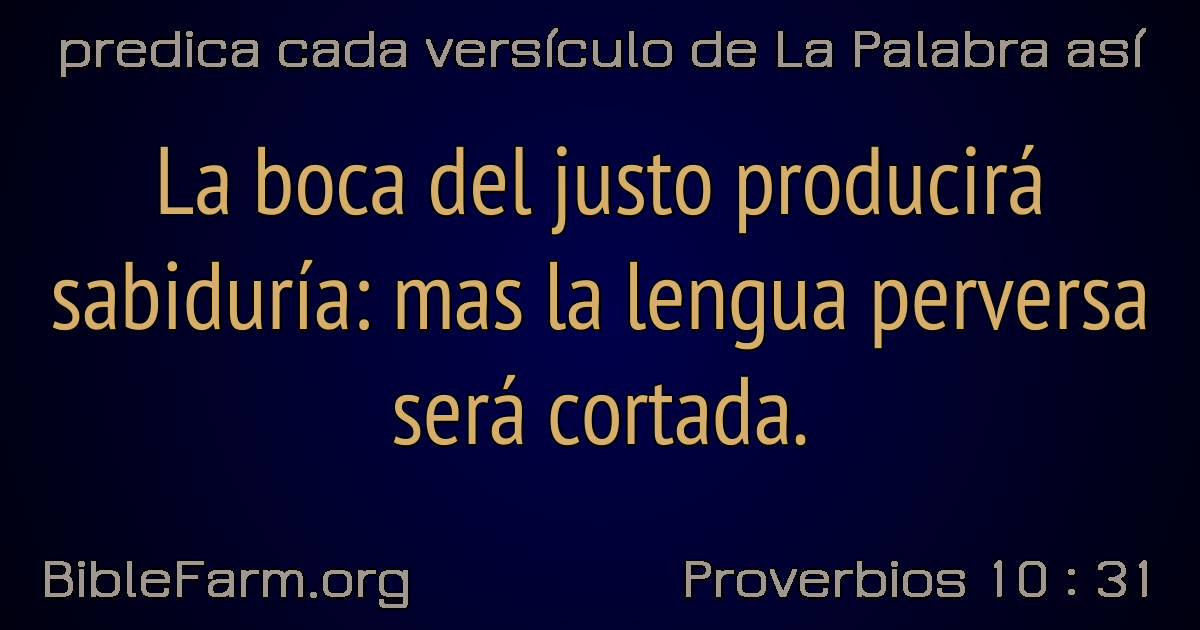 predica cada versículo de La Palabra así
La boca del justo producirá
sabiduría: mas la lengua perversa
será cortada.
BibleFarm.org
Proverbios 10 : 31